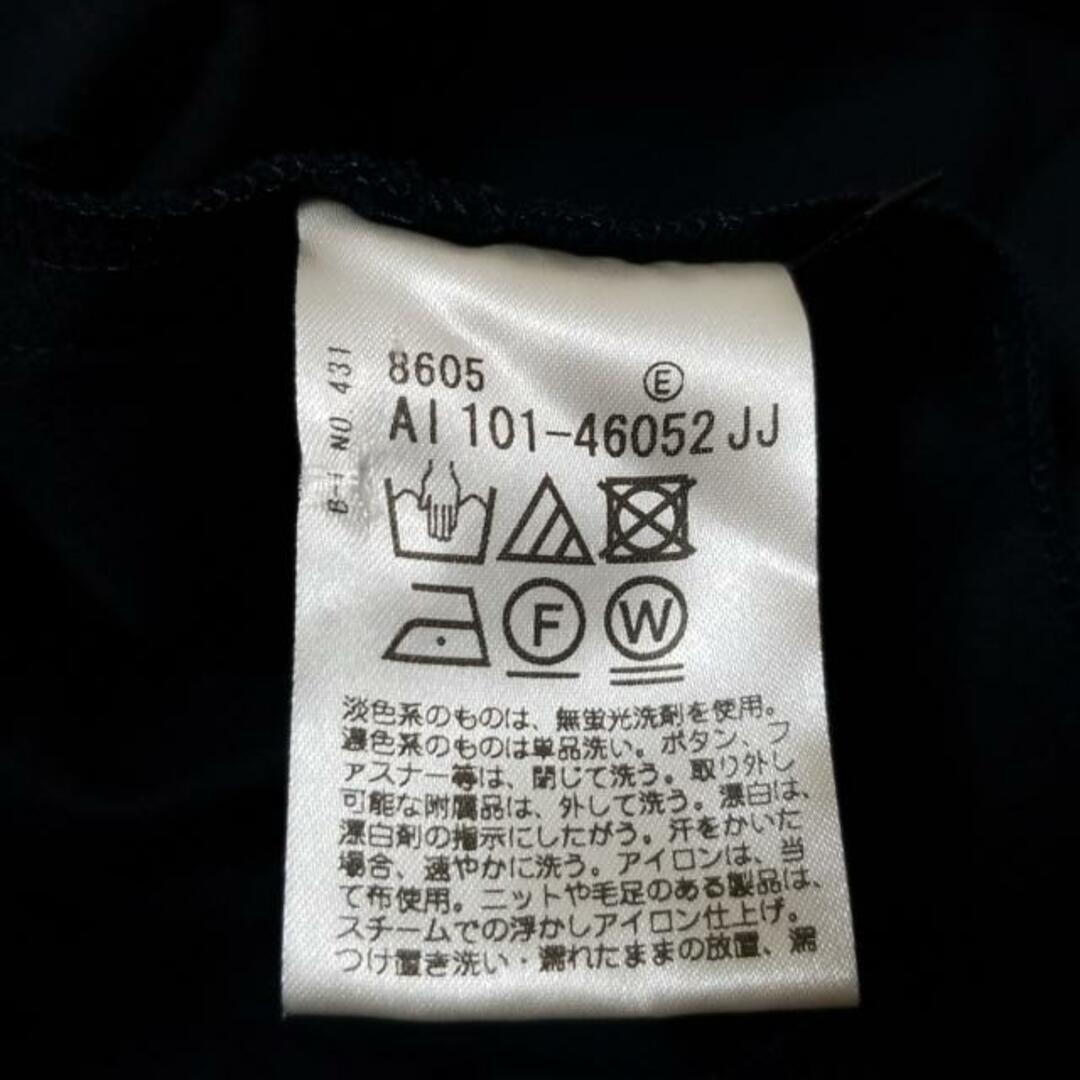 B-1 NO. 431
8605 Ⓔ
AI 101-46052 JJ
F W
淡色系のものは、無蛍光洗剤を使用。
濃色系のものは単品洗い。ボタン、フ
ァスナー等は、閉じて洗う。取り外し
可能な附属品は、外して洗う。漂白は、
漂白剤の指示にしたがう。汗をかいた
場合、速やかに洗う。アイロンは、当
て布使用。ニットや毛足のある製品は、
スチームでの浮かしアイロン仕上げ。
つけ置き洗い・濡れたままの放置、濡